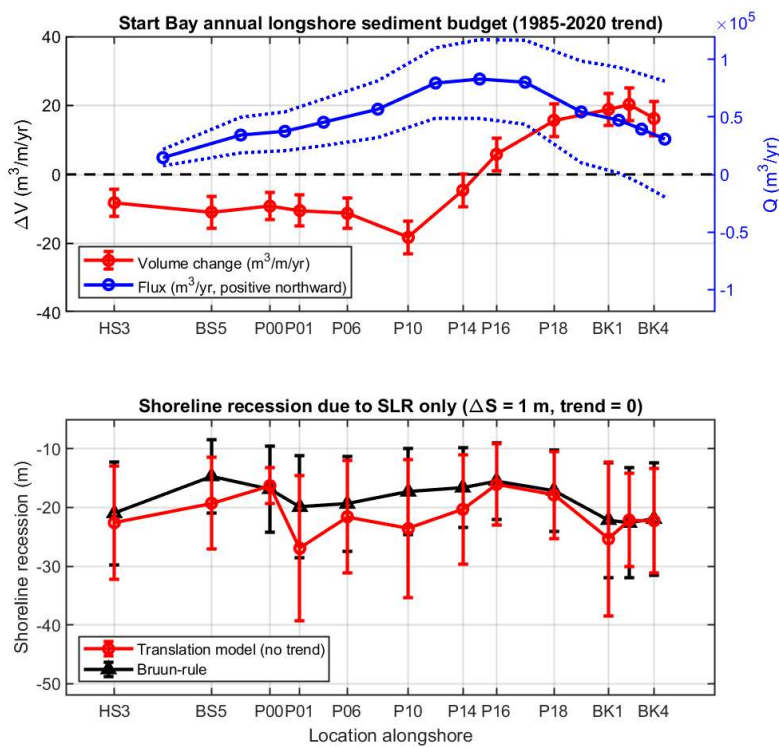 Start Bay annual longshore sediment budget (1985-2020 trend)
×10⁵
40
20
0
-20
-40
ΔV (m³/m/yr)
1
0.5
0
-0.5
-1
Q (m³/yr)
Volume change (m³/m/yr)
Flux (m³/yr, positive northward)
HS3 BS5 P00 P01 P06 P10 P14 P16 P18 BK1 BK4
Shoreline recession due to SLR only (ΔS = 1 m, trend = 0)
-10
-20
-30
-40
-50
Shoreline recession (m)
Translation model (no trend)
Bruun-rule
HS3 BS5 P00 P01 P06 P10 P14 P16 P18 BK1 BK4
Location alongshore